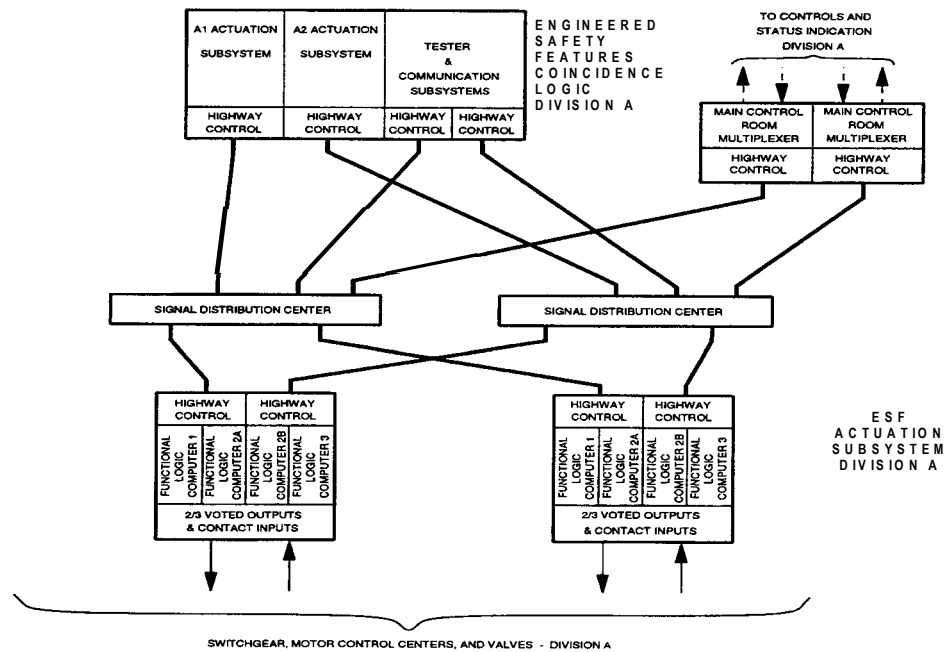 A1 ACTUATION
SUBSYSTEM
A2 ACTUATION
SUBSYSTEM
TESTER
&
COMMUNICATION
SUBSYSTEMS
HIGHWAY
CONTROL
HIGHWAY
CONTROL
HIGHWAY
CONTROL
HIGHWAY
CONTROL
ENGINEERED
SAFETY
FEATURES
COINCIDENCE
LOGIC
DIVISION A
TO CONTROLS AND
STATUS INDICATION
DIVISION A
MAIN CONTROL
ROOM
MULTIPLEXER
MAIN CONTROL
ROOM
MULTIPLEXER
HIGHWAY
CONTROL
HIGHWAY
CONTROL
SIGNAL DISTRIBUTION CENTER
SIGNAL DISTRIBUTION CENTER
HIGHWAY
CONTROL
HIGHWAY
CONTROL
FUNCTIONAL
LOGIC
COMPUTER 1
FUNCTIONAL
LOGIC
COMPUTER 2A
FUNCTIONAL
LOGIC
COMPUTER 2B
FUNCTIONAL
LOGIC
COMPUTER 3
2/3 VOTED OUTPUTS
& CONTACT INPUTS
HIGHWAY
CONTROL
HIGHWAY
CONTROL
FUNCTIONAL
LOGIC
COMPUTER 1
FUNCTIONAL
LOGIC
COMPUTER 2A
FUNCTIONAL
LOGIC
COMPUTER 2B
FUNCTIONAL
LOGIC
COMPUTER 3
2/3 VOTED OUTPUTS
& CONTACT INPUTS
ESF
ACTUATION
SUBSYSTEM
DIVISION A
SWITCHGEAR, MOTOR CONTROL CENTERS, AND VALVES - DIVISION A